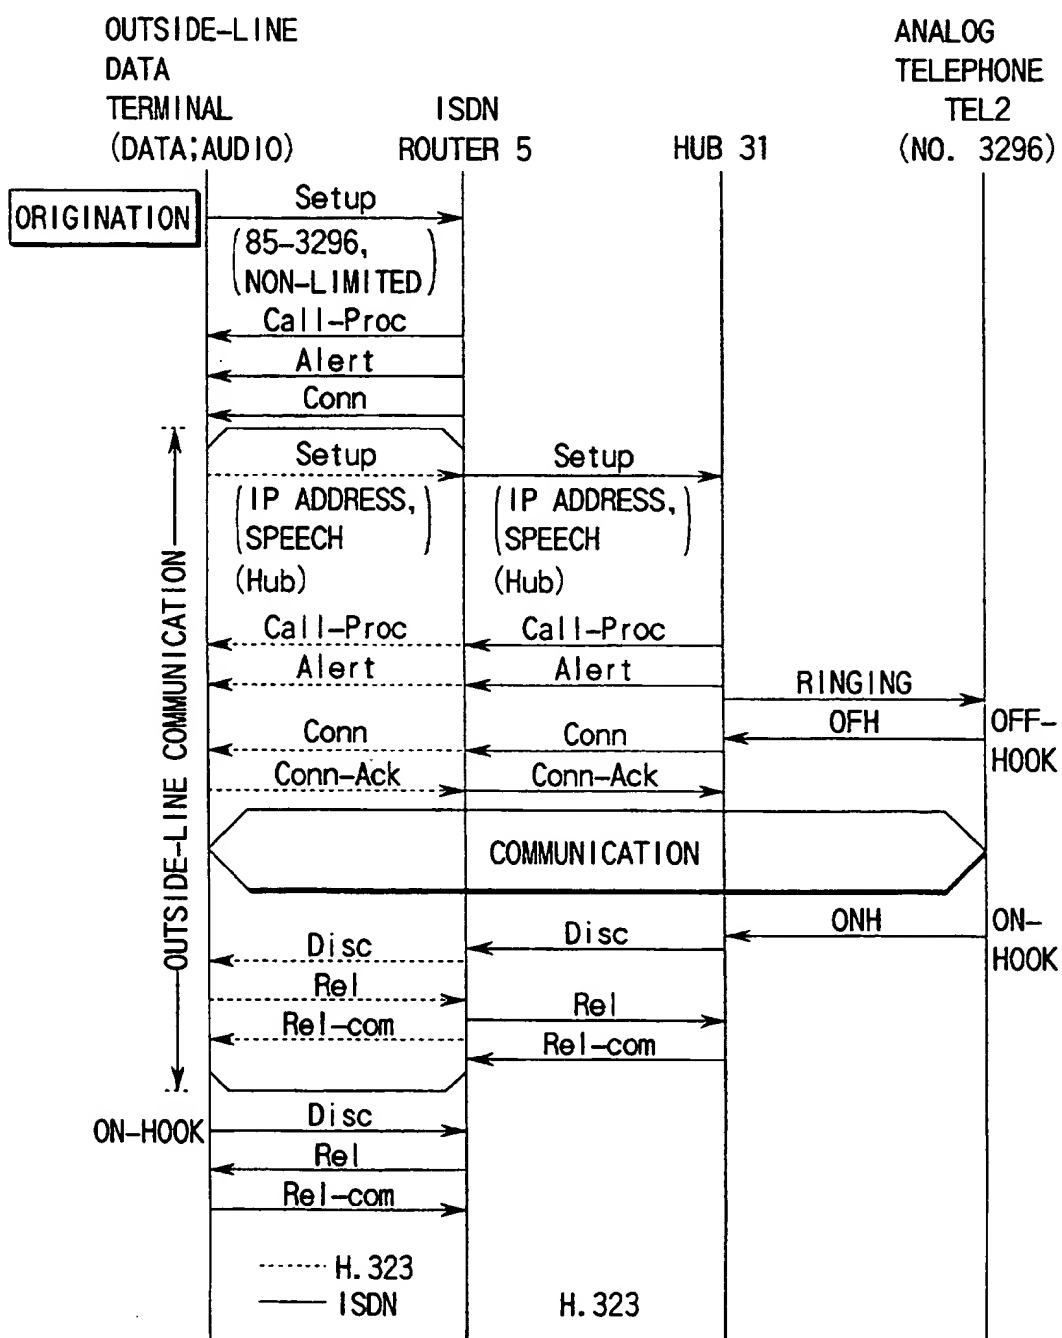 OUTSIDE-LINE
DATA
TERMINAL
(DATA;AUDIO)
ISDN
ROUTER 5
HUB 31
ANALOG
TELEPHONE
TEL2
(NO. 3296)
ORIGINATION
Setup
(85-3296,
NON-LIMITED)
Call-Proc
Alert
Conn
OUTSIDE-LINE COMMUNICATION
Setup
Setup
(IP ADDRESS,
SPEECH)
(Hub)
(IP ADDRESS,
SPEECH)
(Hub)
Call-Proc
Call-Proc
Alert
Alert
RINGING
OFH
OFF-
HOOK
Conn
Conn
Conn-Ack
Conn-Ack
COMMUNICATION
ONH
ON-
HOOK
Disc
Disc
Rel
Rel
Rel-com
Rel-com
ON-HOOK
Disc
Rel
Rel-com
H.323
ISDN
H.323